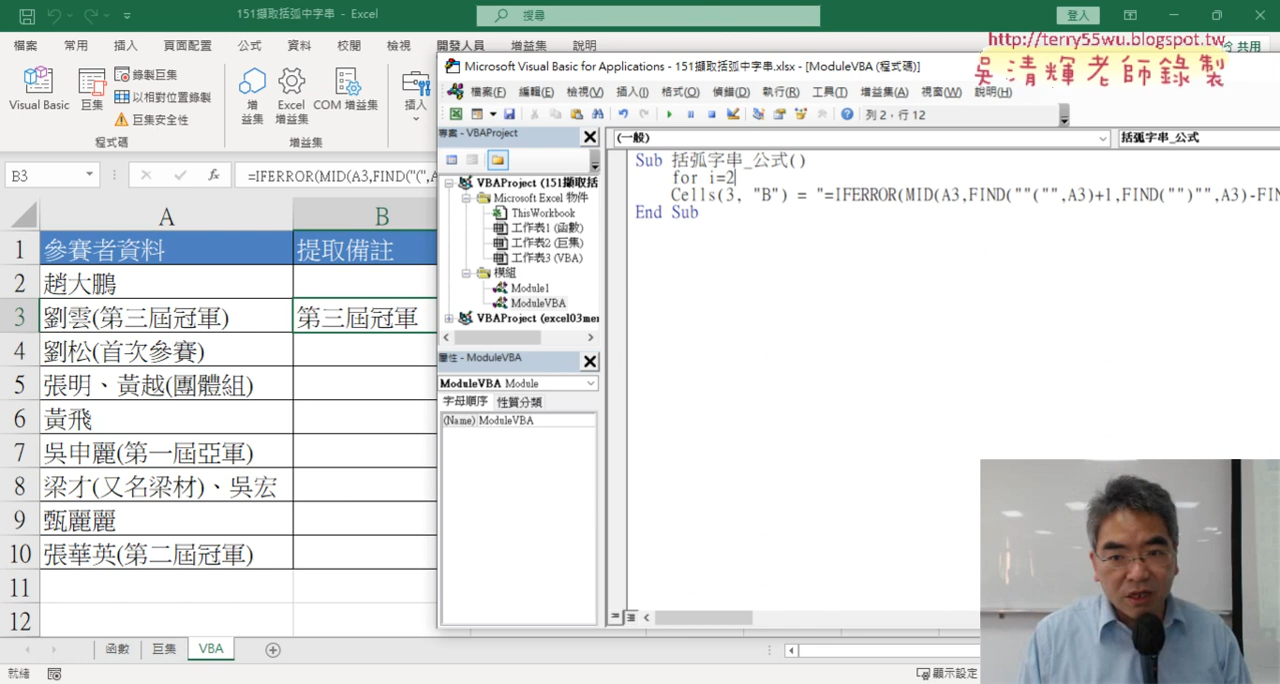 151擷取括弧中字串 - Excel
搜尋
登入
檔案 常用 插入 頁面配置 公式 資料 校閱 檢視 開發人員 增益集 說明
共用
http://terry55wu.blogspot.tw
吳清輝老師錄製
Visual Basic
巨集
錄製巨集
以相對位置錄製
巨集安全性
程式碼
增益集
Excel 增益集
COM 增益集
增益集
插入
B3
=IFERROR(MID(A3,FIND("(",A
Microsoft Visual Basic for Applications - 151擷取括弧中字串.xlsx - [ModuleVBA (程式碼)]
檔案(F) 編輯(E) 檢視(V) 插入(I) 格式(O) 偵錯(D) 執行(R) 工具(T) 增益集(A) 視窗(W) 說明(H)
列 2，行 12
專案 - VBAProject
VBAProject (151擷取括
Microsoft Excel 物件
ThisWorkbook
工作表1 (函數)
工作表2 (巨集)
工作表3 (VBA)
模組
Module1
ModuleVBA
VBAProject (excel03mer
屬性 - ModuleVBA
ModuleVBA Module
字母順序 性質分類
(Name) ModuleVBA
(一般)
括弧字串_公式
Sub 括弧字串_公式()
for i=2
Cells(3, "B") = "=IFERROR(MID(A3,FIND(""("",A3)+1,FIND("")"",A3)-FIN
End Sub
A B
1 參賽者資料 提取備註
2 趙大鵬
3 劉雲(第三屆冠軍) 第三屆冠軍
4 劉松(首次參賽)
5 張明、黃越(團體組)
6 黃飛
7 吳申麗(第一屆亞軍)
8 梁才(又名梁材)、吳宏
9 甄麗麗
10 張華英(第二屆冠軍)
11
12
函數 巨集 VBA
就緒
顯示設定